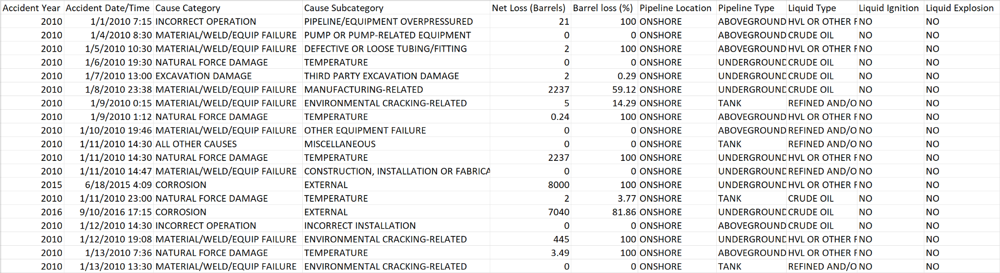 Accident Year Accident Date/Time Cause Category Cause Subcategory Net Loss (Barrels) Barrel loss (%) Pipeline Location Pipeline Type Liquid Type Liquid Ignition Liquid Explosion
2010 1/1/2010 7:15 INCORRECT OPERATION PIPELINE/EQUIPMENT OVERPRESSURED 21 100 ONSHORE ABOVEGROUND HVL OR OTHER F NO NO
2010 1/4/2010 8:30 MATERIAL/WELD/EQUIP FAILURE PUMP OR PUMP-RELATED EQUIPMENT 0 0 ONSHORE ABOVEGROUND CRUDE OIL NO NO
2010 1/5/2010 10:30 MATERIAL/WELD/EQUIP FAILURE DEFECTIVE OR LOOSE TUBING/FITTING 2 100 ONSHORE ABOVEGROUND HVL OR OTHER F NO NO
2010 1/6/2010 19:30 NATURAL FORCE DAMAGE TEMPERATURE 0 0 ONSHORE UNDERGROUND CRUDE OIL NO NO
2010 1/7/2010 13:00 EXCAVATION DAMAGE THIRD PARTY EXCAVATION DAMAGE 2 0.29 ONSHORE UNDERGROUND CRUDE OIL NO NO
2010 1/8/2010 23:38 MATERIAL/WELD/EQUIP FAILURE MANUFACTURING-RELATED 2237 59.12 ONSHORE UNDERGROUND CRUDE OIL NO NO
2010 1/9/2010 0:15 MATERIAL/WELD/EQUIP FAILURE ENVIRONMENTAL CRACKING-RELATED 5 14.29 ONSHORE TANK REFINED AND/O NO NO
2010 1/9/2010 1:12 NATURAL FORCE DAMAGE TEMPERATURE 0.24 100 ONSHORE ABOVEGROUND HVL OR OTHER F NO NO
2010 1/10/2010 19:46 MATERIAL/WELD/EQUIP FAILURE OTHER EQUIPMENT FAILURE 0 0 ONSHORE ABOVEGROUND REFINED AND/O NO NO
2010 1/11/2010 14:30 ALL OTHER CAUSES MISCELLANEOUS 0 0 ONSHORE TANK REFINED AND/O NO NO
2010 1/11/2010 14:30 NATURAL FORCE DAMAGE TEMPERATURE 2237 100 ONSHORE UNDERGROUND HVL OR OTHER F NO NO
2010 1/11/2010 14:47 MATERIAL/WELD/EQUIP FAILURE CONSTRUCTION, INSTALLATION OR FABRICA 0 0 ONSHORE UNDERGROUND REFINED AND/O NO NO
2015 6/18/2015 4:09 CORROSION EXTERNAL 8000 100 ONSHORE UNDERGROUND HVL OR OTHER F NO NO
2010 1/11/2010 23:00 NATURAL FORCE DAMAGE TEMPERATURE 2 3.77 ONSHORE TANK CRUDE OIL NO NO
2016 9/10/2016 17:15 CORROSION EXTERNAL 7040 81.86 ONSHORE UNDERGROUND CRUDE OIL NO NO
2010 1/12/2010 14:30 INCORRECT OPERATION INCORRECT INSTALLATION 0 0 ONSHORE ABOVEGROUND CRUDE OIL NO NO
2010 1/12/2010 19:08 MATERIAL/WELD/EQUIP FAILURE ENVIRONMENTAL CRACKING-RELATED 445 100 ONSHORE UNDERGROUND HVL OR OTHER F NO NO
2010 1/13/2010 7:36 NATURAL FORCE DAMAGE TEMPERATURE 3.49 100 ONSHORE ABOVEGROUND HVL OR OTHER F NO NO
2010 1/13/2010 13:30 MATERIAL/WELD/EQUIP FAILURE ENVIRONMENTAL CRACKING-RELATED 0 0 ONSHORE TANK REFINED AND/O NO NO